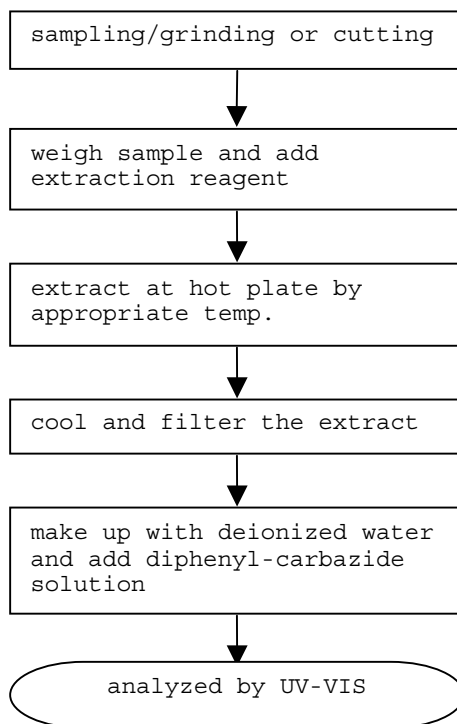 sampling/grinding or cutting
weigh sample and add
extraction reagent
extract at hot plate by
appropriate temp.
cool and filter the extract
make up with deionized water
and add diphenyl-carbazide
solution
analyzed by UV-VIS